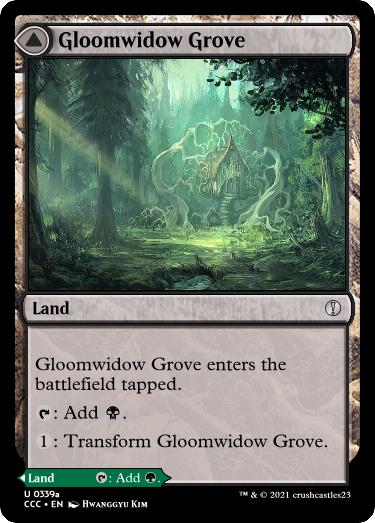 Gloomwidow Grove
Land
Gloomwidow Grove enters the
battlefield tapped.
: Add .
1 : Transform Gloomwidow Grove.
Land : Add .
U 0339a
CCC • EN Hwanggyu Kim
™ & © 2021 crushcastles23